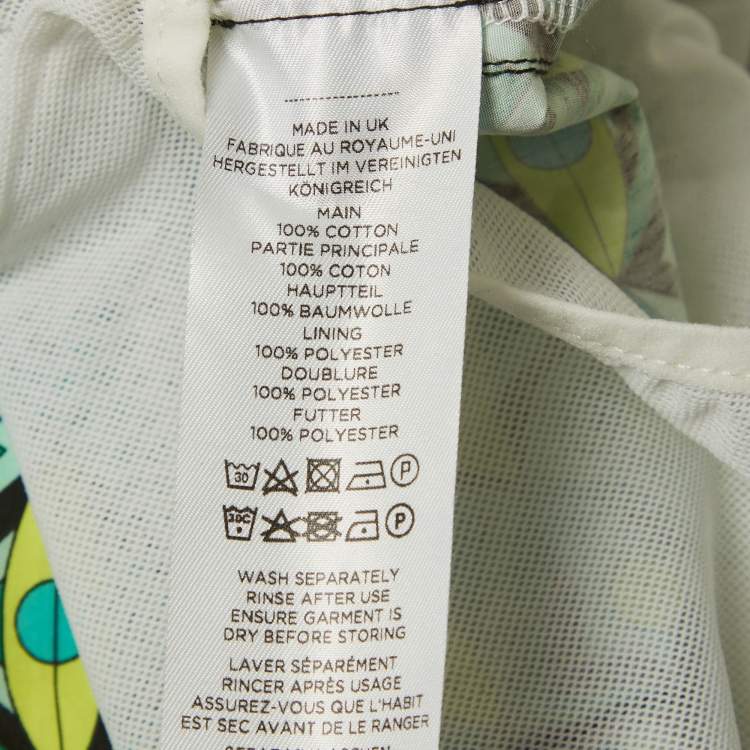 MADE IN UK
FABRIQUE AU ROYAUME-UNI
HERGESTELLT IM VEREINIGTEN
KÖNIGREICH
MAIN
100% COTTON
PARTIE PRINCIPALE
100% COTON
HAUPTTEIL
100% BAUMWOLLE
LINING
100% POLYESTER
DOUBLURE
100% POLYESTER
FUTTER
100% POLYESTER
30 P
30C P
WASH SEPARATELY
RINSE AFTER USE
ENSURE GARMENT IS
DRY BEFORE STORING
LAVER SÉPARÉMENT
RINCER APRÈS USAGE
ASSUREZ-VOUS QUE L'HABIT
EST SEC AVANT DE LE RANGER